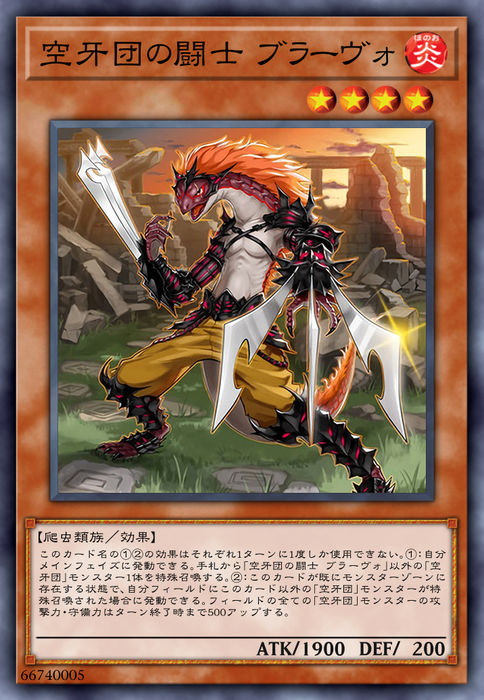 空牙団の闘士 ブラーヴォ
ほのお
炎
【爬虫類族／効果】
このカード名の①②の効果はそれぞれ1ターンに1度しか使用できない。①：自分
メインフェイズに発動できる。手札から「空牙団の闘士 ブラーヴォ」以外の「空
牙団」モンスター1体を特殊召喚する。②：このカードが既にモンスターゾーンに
存在する状態で、自分フィールドにこのカード以外の「空牙団」モンスターが特
殊召喚された場合に発動できる。フィールドの全ての「空牙団」モンスターの攻
撃力・守備力はターン終了時まで500アップする。
ATK/1900 DEF/ 200
66740005